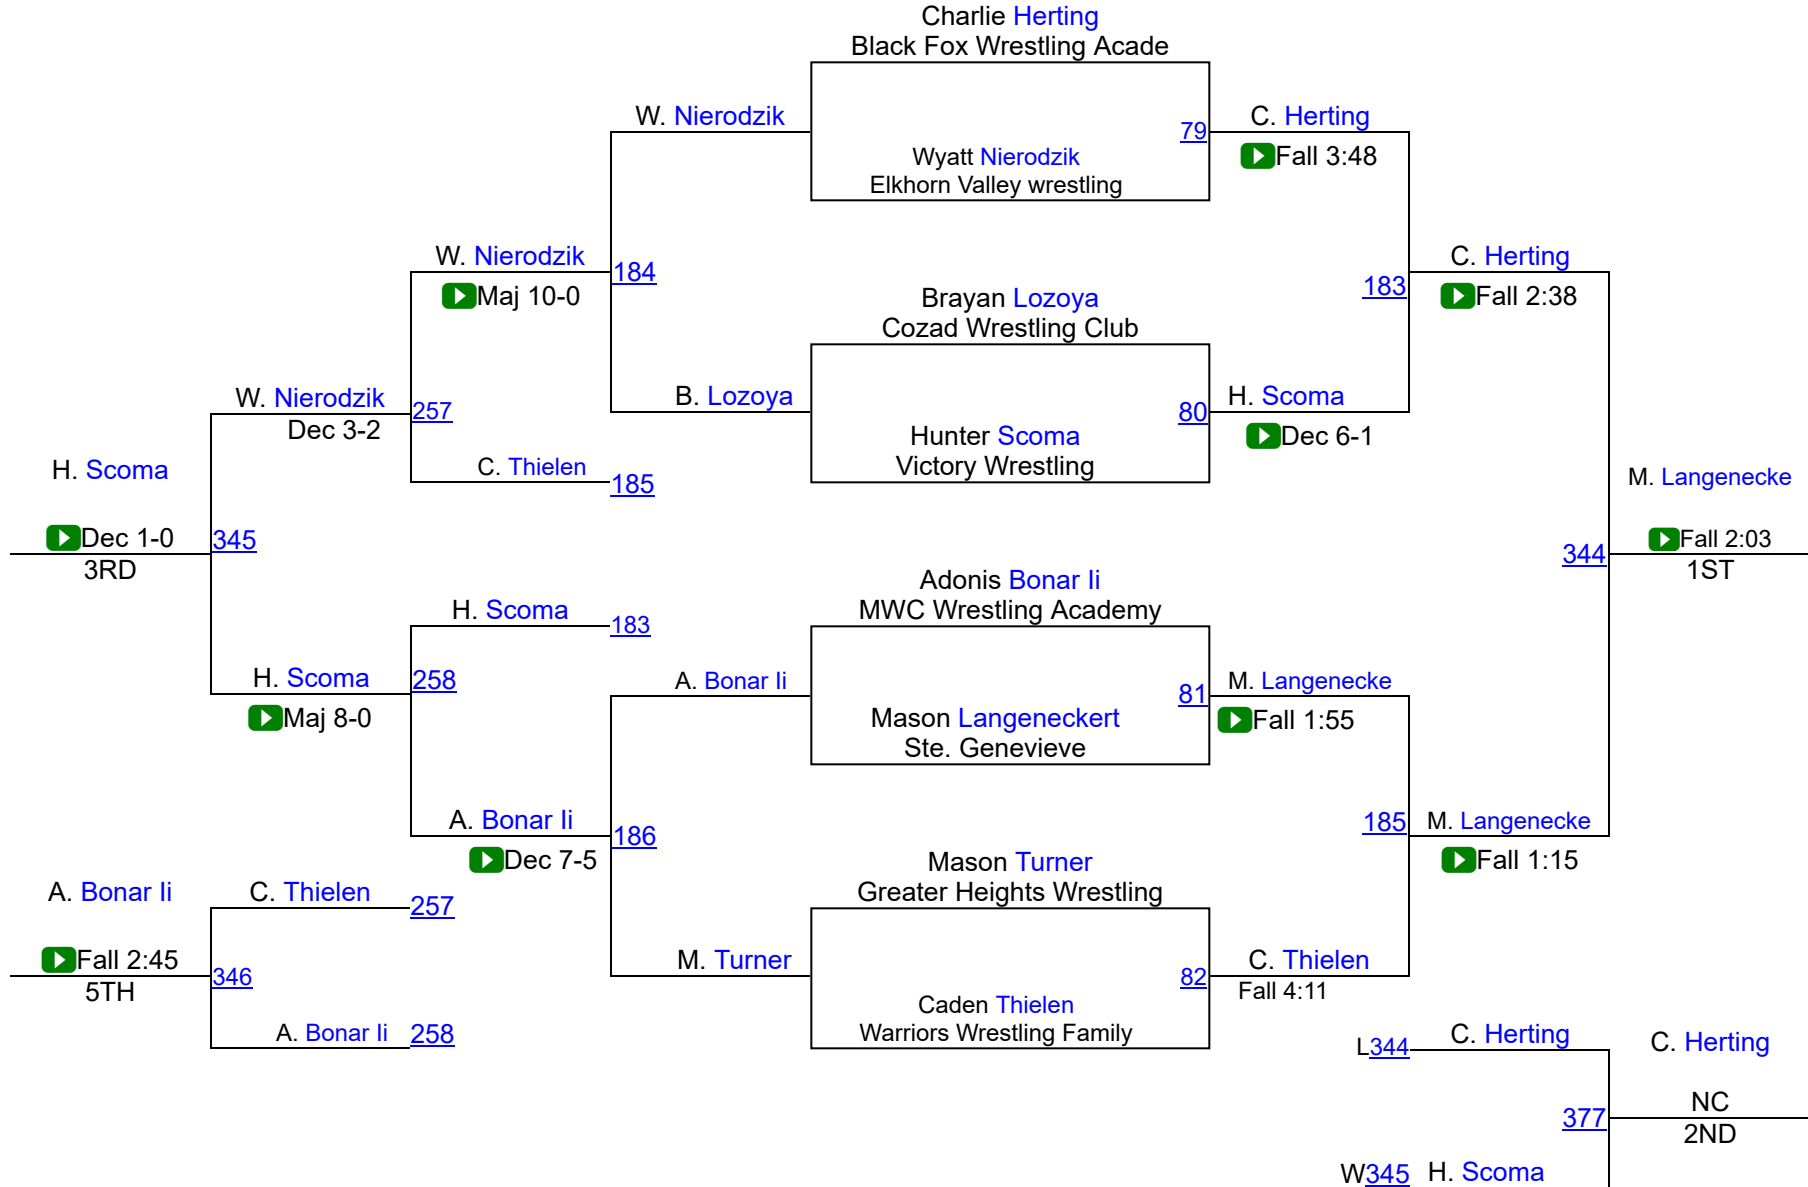 Charlie Herting
Black Fox Wrestling Acade
W. Nierodzik
79
C. Herting
Wyatt Nierodzik
Elkhorn Valley wrestling
Fall 3:48
W. Nierodzik
184
Maj 10-0
C. Herting
183
Fall 2:38
Brayan Lozoya
Cozad Wrestling Club
W. Nierodzik
257
Dec 3-2
B. Lozoya
80
H. Scoma
Hunter Scoma
Victory Wrestling
Dec 6-1
H. Scoma
C. Thielen
185
M. Langenecke
Dec 1-0
345
3RD
344
Fall 2:03
1ST
Adonis Bonar Ii
MWC Wrestling Academy
H. Scoma
183
H. Scoma
258
Maj 8-0
A. Bonar Ii
81
M. Langenecke
Mason Langeneckert
Ste. Genevieve
Fall 1:55
A. Bonar Ii
186
Dec 7-5
185
M. Langenecke
Fall 1:15
Mason Turner
Greater Heights Wrestling
A. Bonar Ii
C. Thielen
257
Fall 2:45
346
5TH
M. Turner
82
C. Thielen
Caden Thielen
Warriors Wrestling Family
Fall 4:11
A. Bonar Ii
258
L344
C. Herting
C. Herting
377
NC
2ND
W345
H. Scoma